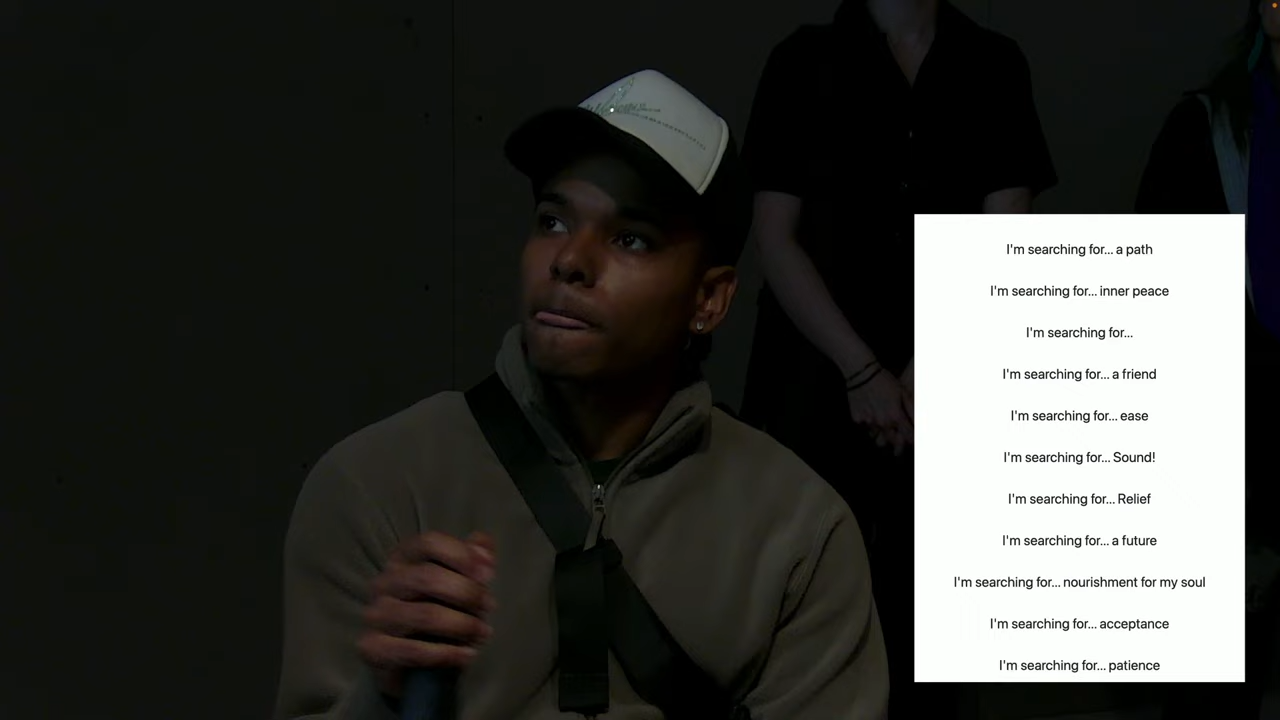 I'm searching for... a path
I'm searching for... inner peace
I'm searching for...
I'm searching for... a friend
I'm searching for... ease
I'm searching for... Sound!
I'm searching for... Relief
I'm searching for... a future
I'm searching for... nourishment for my soul
I'm searching for... acceptance
I'm searching for... patience